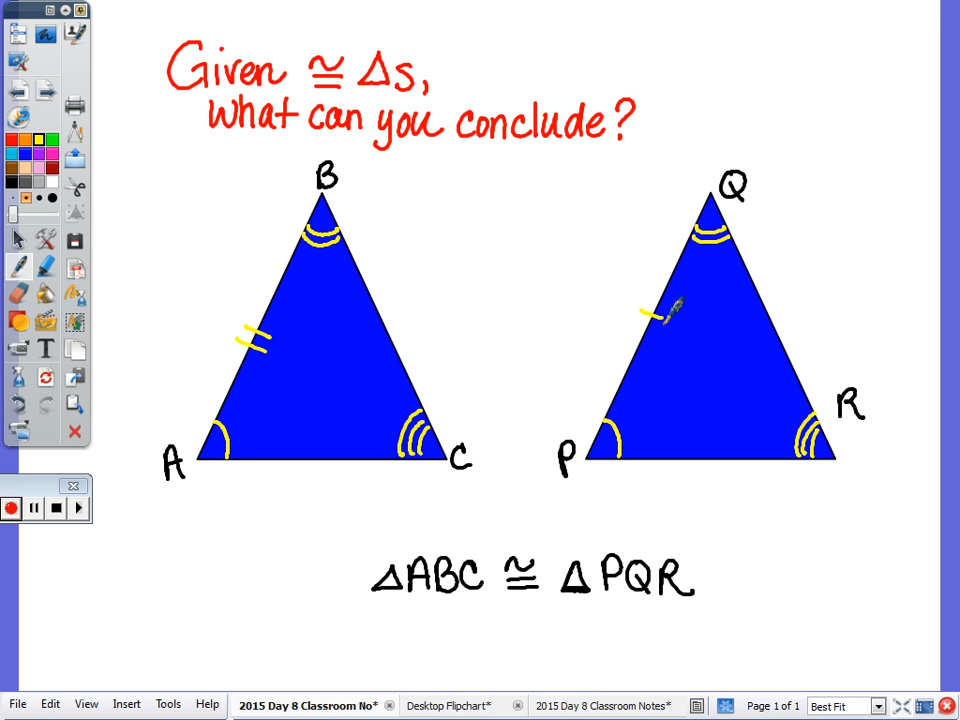 Given ≅ Δs,
What can you conclude?
B
Q
A
C
P
R
ΔABC ≅ Δ PQR
T
File Edit View Insert Tools Help 2015 Day 8 Classroom No* Desktop Flipchart* 2015 Day 8 Classroom Notes* Page 1 of 1 Best Fit